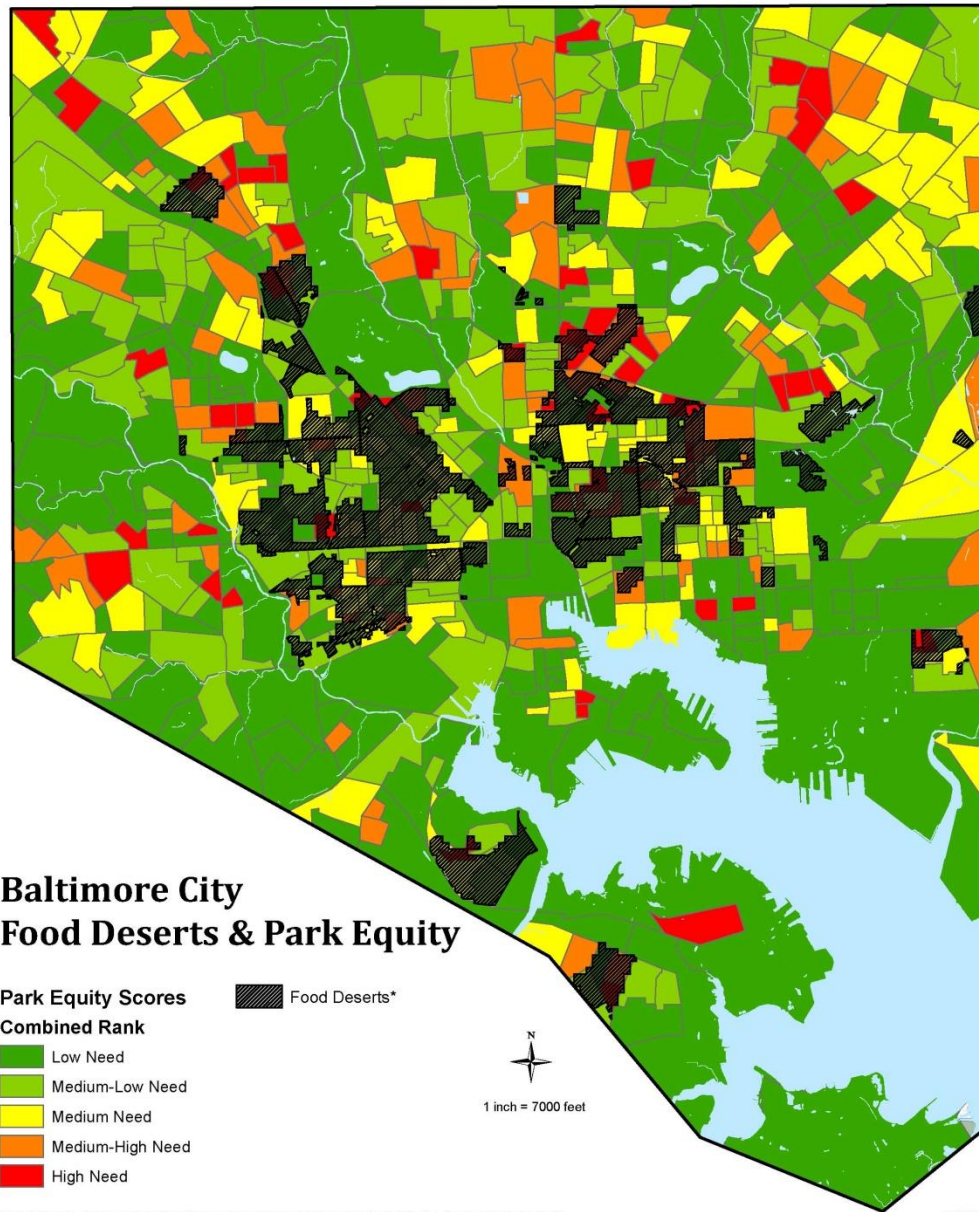 Baltimore City
Food Deserts & Park Equity
Park Equity Scores
Food Deserts*
Combined Rank
Low Need
Medium-Low Need
Medium Need
Medium-High Need
High Need
N
1 inch = 7000 feet